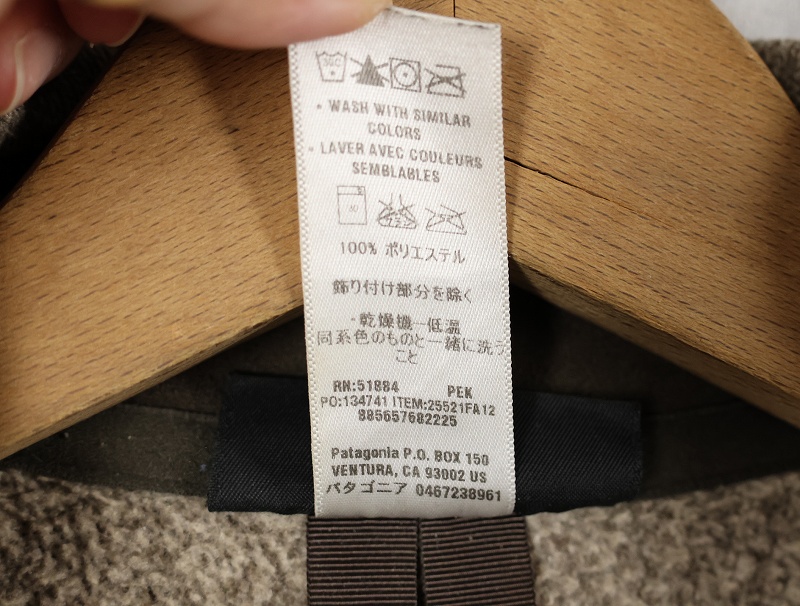 30C
• WASH WITH SIMILAR
COLORS
• LAVER AVEC COULEURS
SEMBLABLES
100% ポリエステル
飾り付け部分を除く
・乾燥機--低温
同系色のものと一緒に洗う
こと
RN:51884 PEK
PO:134741 ITEM:25521FA12
885657682225
Patagonia P.O. BOX 150
VENTURA, CA 93002 US
パタゴニア 0467238961